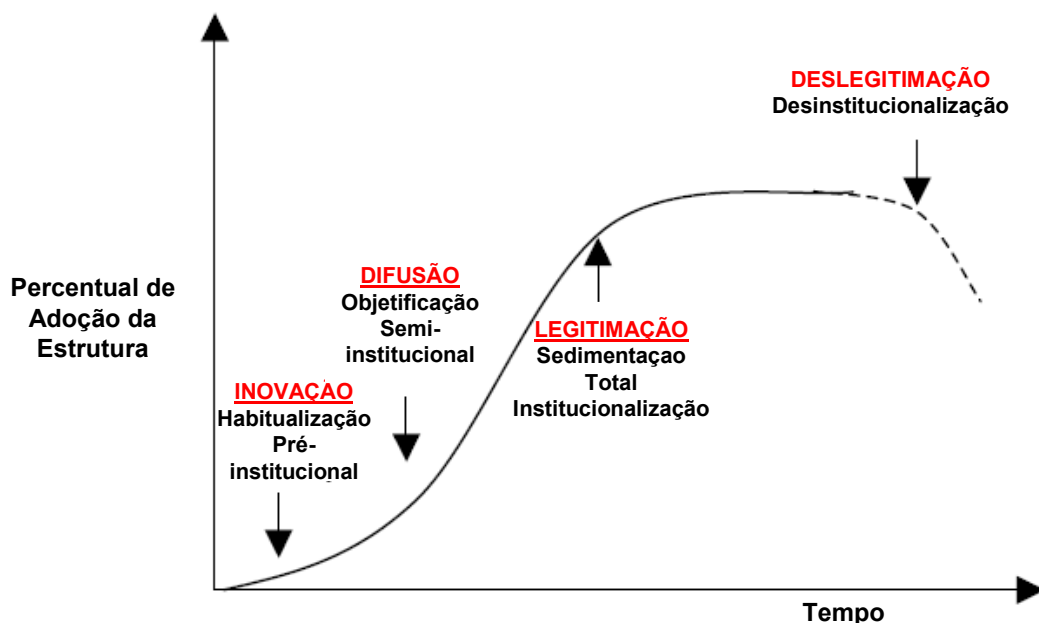 DESLEGITIMAÇÃO
Desinstitucionalização
Percentual de
Adoção da
Estrutura
DIFUSÃO
Objetificação
Semi-
institucional
INOVAÇÃO
Habitualização
Pré-
institucional
LEGITIMAÇÃO
Sedimentaçao
Total
Institucionalização
Tempo